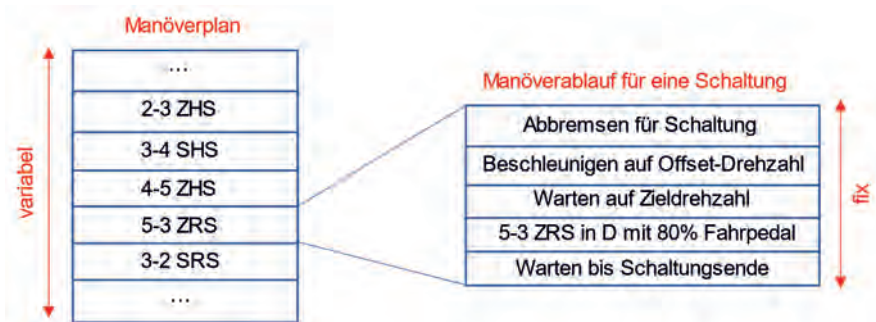 Manöverplan
variabel
...
2-3 ZHS
3-4 SHS
4-5 ZHS
5-3 ZRS
3-2 SRS
...
Manöverablauf für eine Schaltung
Abbremsen für Schaltung
Beschleunigen auf Offset-Drehzahl
Warten auf Zieldrehzahl
5-3 ZRS in D mit 80% Fahrpedal
Warten bis Schaltungsende
fix